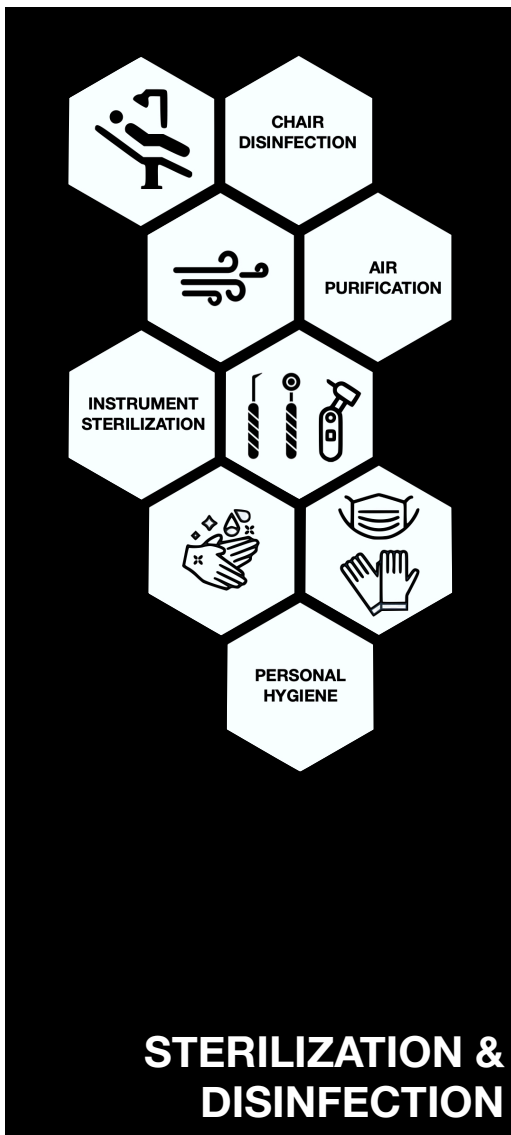 CHAIR
DISINFECTION
AIR
PURIFICATION
INSTRUMENT
STERILIZATION
PERSONAL
HYGIENE
STERILIZATION &
DISINFECTION